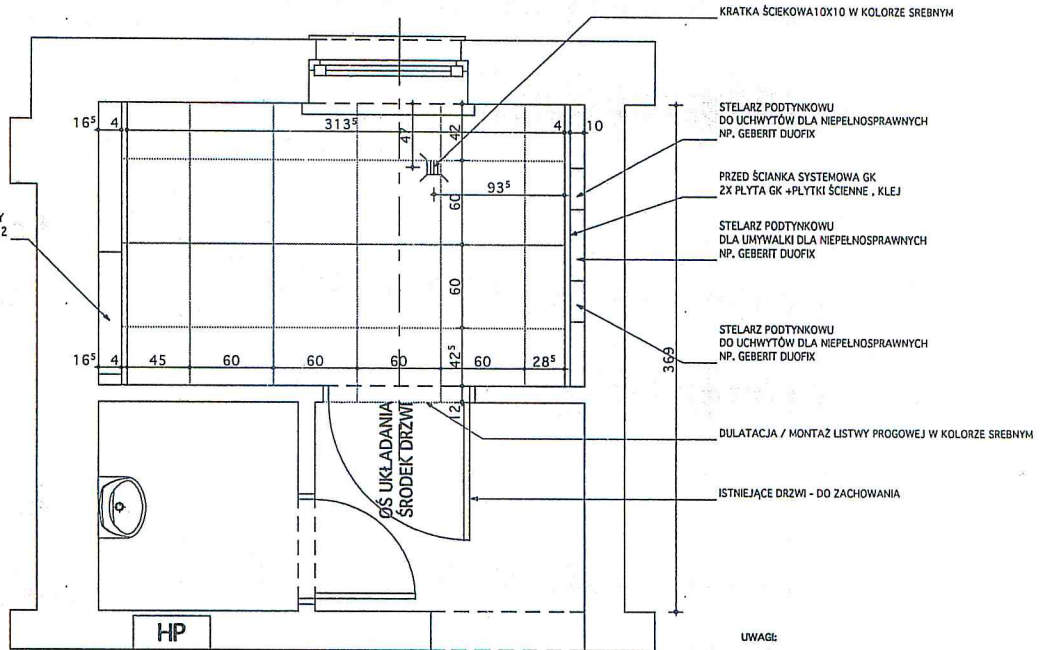 KRATKA ŚCIEKOWA10X10 W KOLORZE SREBNYM
STELARZ PODTYNKOWU
DO UCHWYTÓW DLA NIEPEŁNOSPRAWNYCH
NP. GEBERIT DUOFIX
PRZED ŚCIANKA SYSTEMOWA GK
2X PŁYTA GK +PŁYTKI ŚCIENNE , KLEJ
STELARZ PODTYNKOWU
DLA UMYWALKI DLA NIEPEŁNOSPRAWNYCH
NP. GEBERIT DUOFIX
STELARZ PODTYNKOWU
DO UCHWYTÓW DLA NIEPEŁNOSPRAWNYCH
NP. GEBERIT DUOFIX
DULATACJA / MONTAŻ LISTWY PROGOWEJ W KOLORZE SREBNYM
ISTNIEJĄCE DRZWI - DO ZACHOWANIA
UWAGI:
16⁵ 4 313⁵ 47 42 4 10
93⁵
60
Y
2
60
16⁵ 4 45 60 60 60 42⁵ 60 28⁵
369
12
OŚ UKŁADANIA
ŚRODEK DRZWI
HP